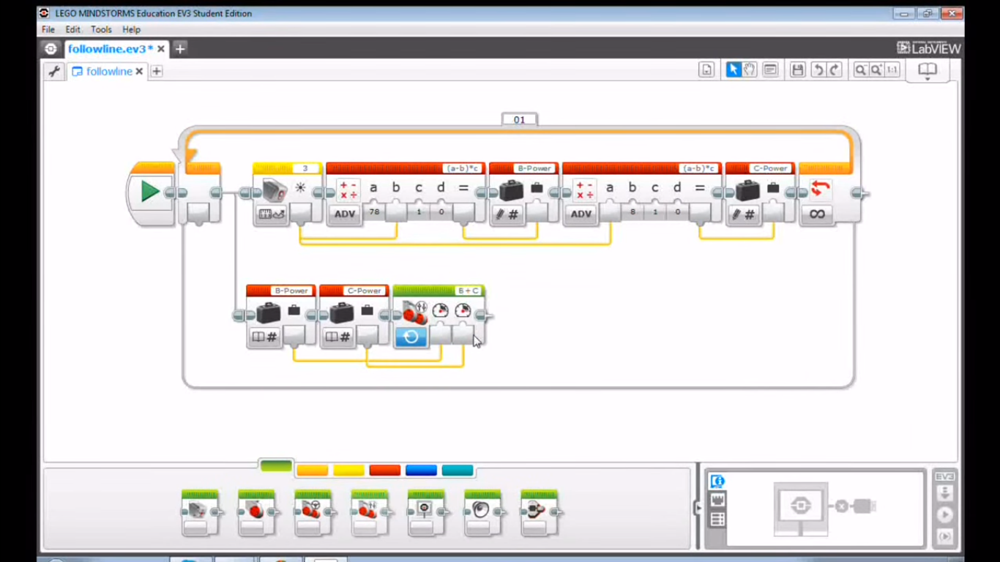 LEGO MINDSTORMS Education EV3 Student Edition
File Edit Tools Help
followline.ev3*
LabVIEW
followline
1:1
01
3
(a-b)*c
B-Power
(a-b)*c
C-Power
a b c d =
a b c d =
ADV 78 1 0
#
ADV 8 1 0
#
B-Power
C-Power
B + C
#
#
EV3